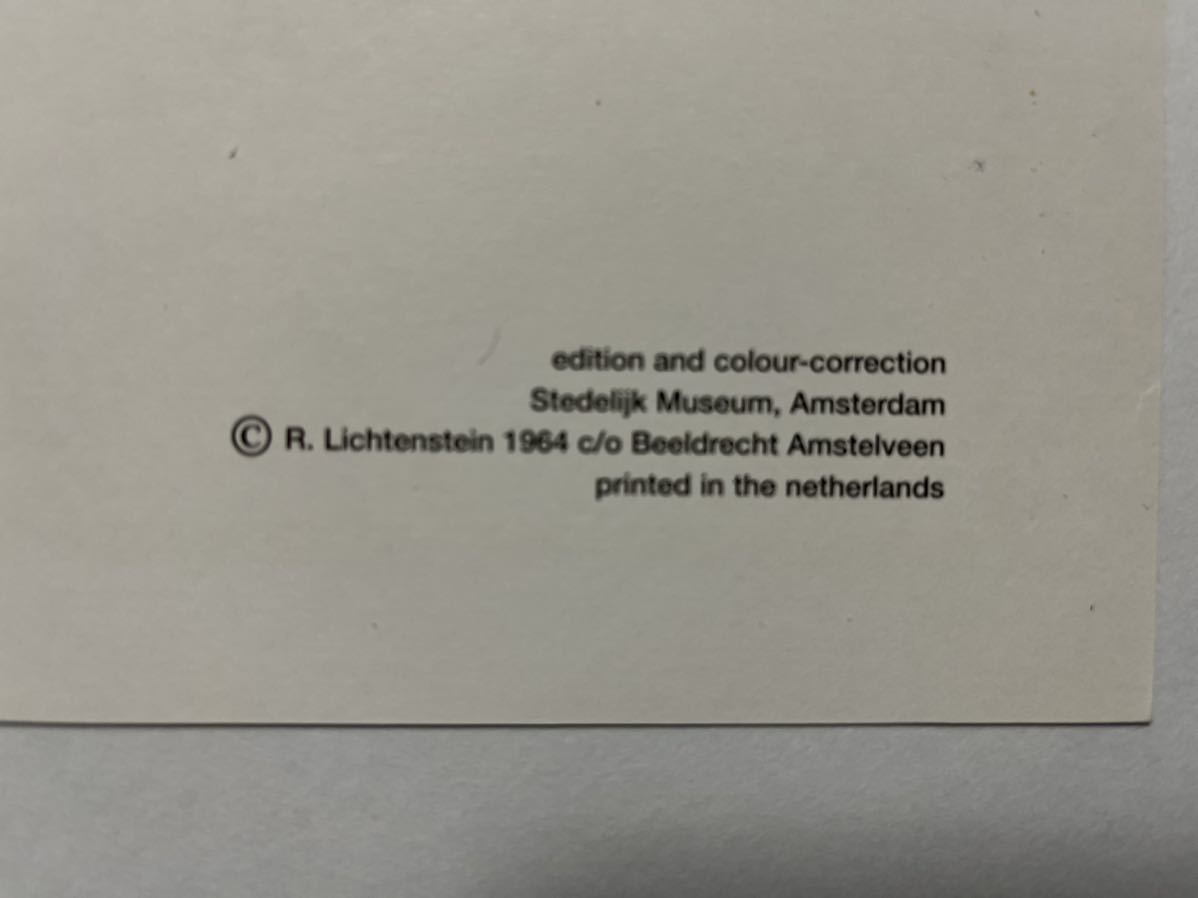 edition and colour-correction
Stedelijk Museum, Amsterdam
© R. Lichtenstein 1964 c/o Beeldrecht Amstelveen
printed in the netherlands